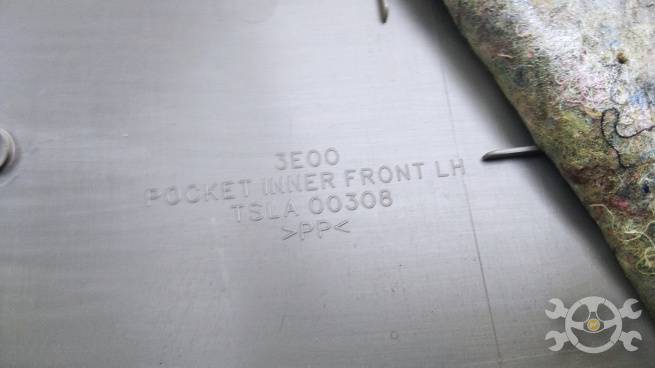 3E00
POCKET INNER FRONT LH
TSLA 00308
>PP<